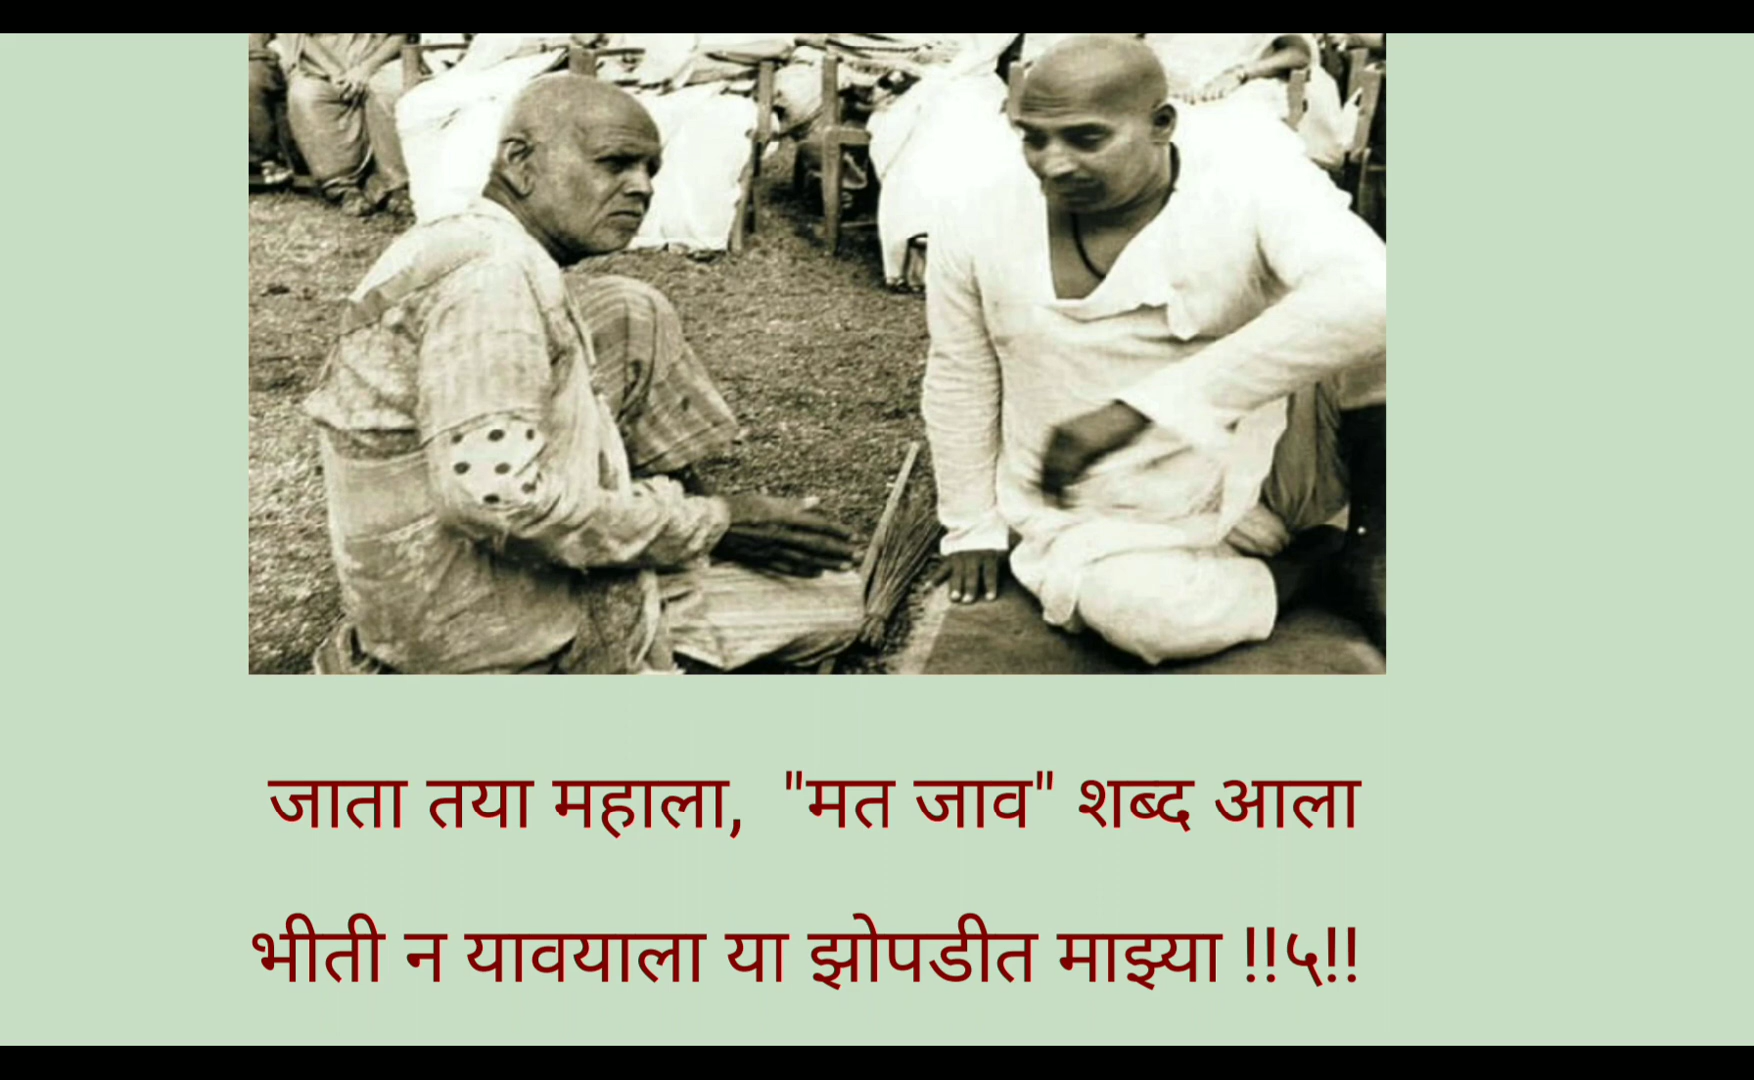 जाता तया महाला, "मत जाव" शब्द आला
भीती न यावयाला या झोपडीत माझ्या !!५!!